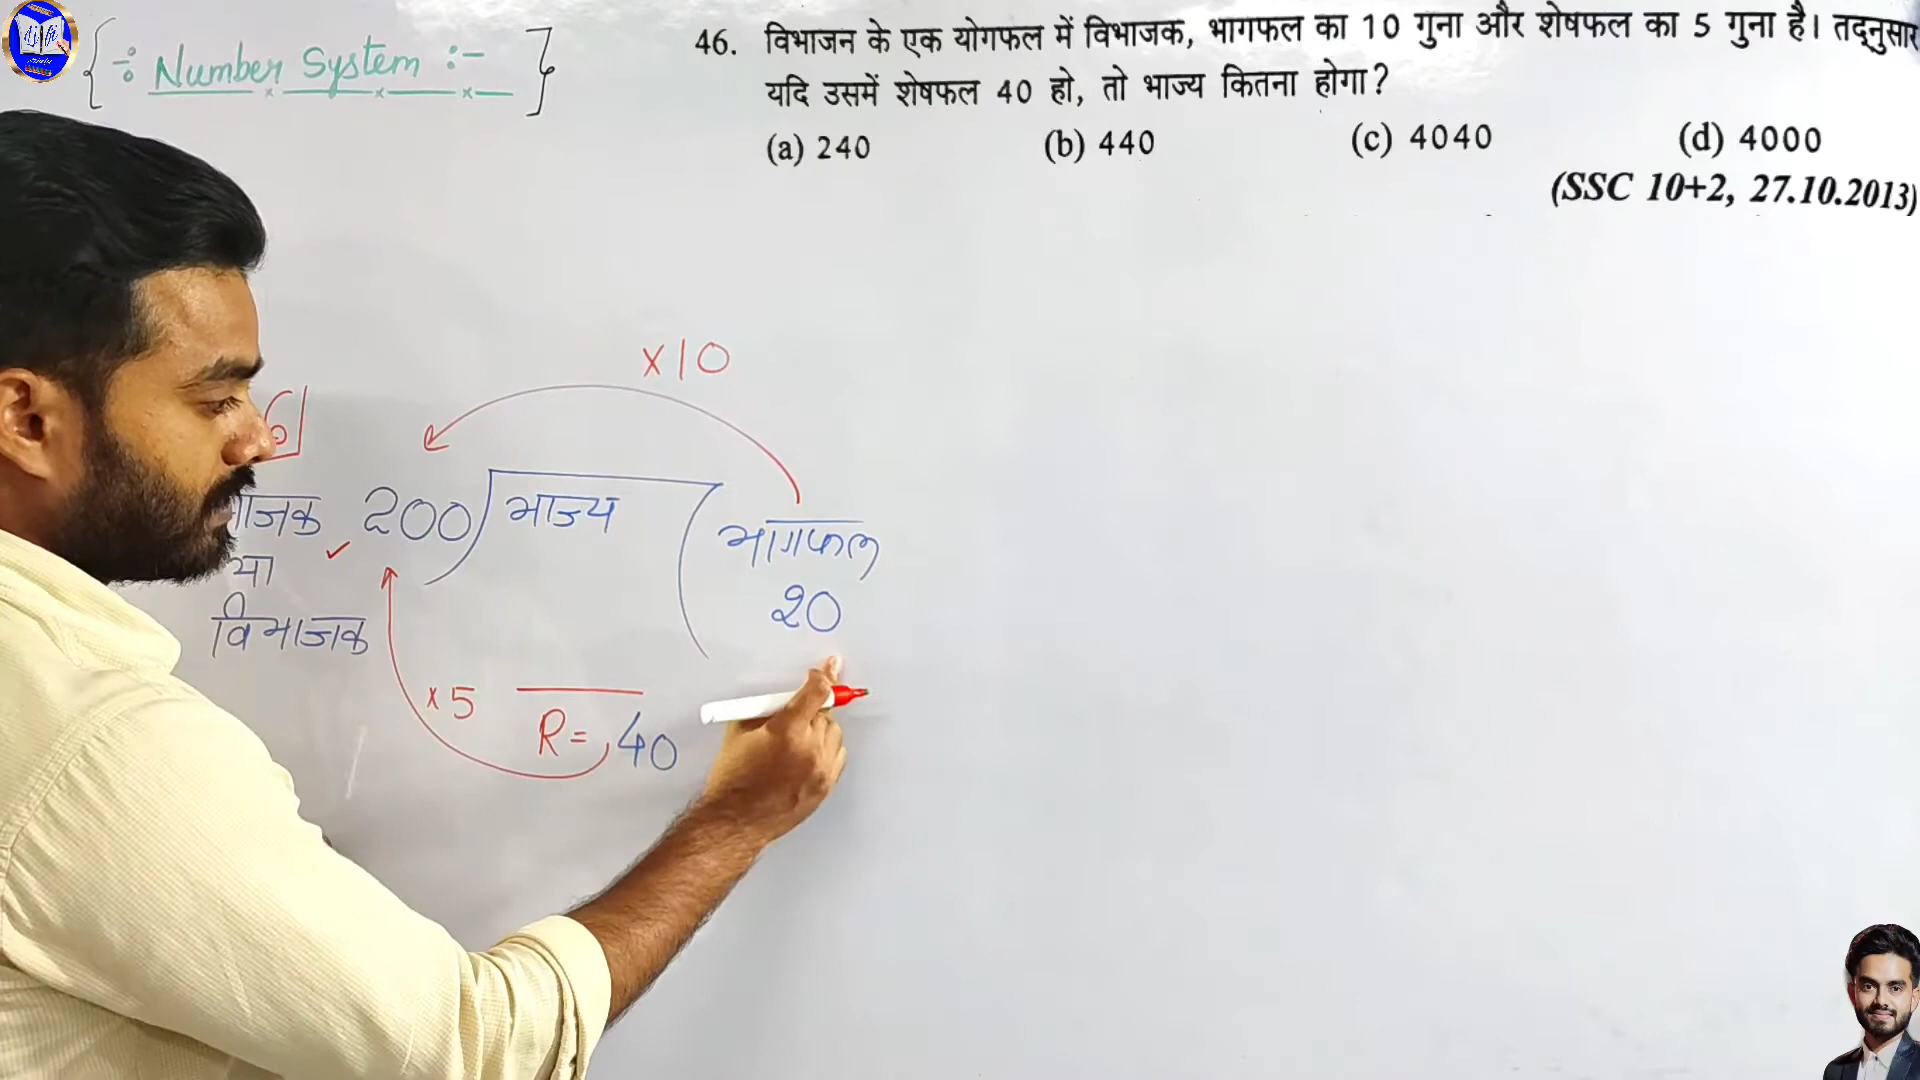 { ÷ Number System :- }
46. विभाजन के एक योगफल में विभाजक, भागफल का 10 गुना और शेषफल का 5 गुना है। तद्नुसार
यदि उसमें शेषफल 40 हो, तो भाज्य कितना होगा?
(a) 240 (b) 440 (c) 4040 (d) 4000
(SSC 10+2, 27.10.2013)
×10
6
200 भाज्य भागफल
या
विभाजक
20
×5
R= 40